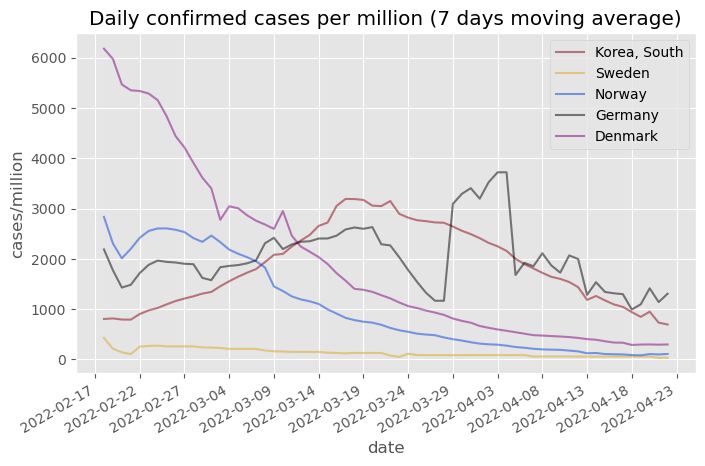 Daily confirmed cases per million (7 days moving average)
Korea, South
Sweden
Norway
Germany
Denmark
6000
5000
4000
3000
2000
1000
0
cases/million
2022-02-17
2022-02-22
2022-02-27
2022-03-04
2022-03-09
2022-03-14
2022-03-19
2022-03-24
2022-03-29
2022-04-03
2022-04-08
2022-04-13
2022-04-18
2022-04-23
date